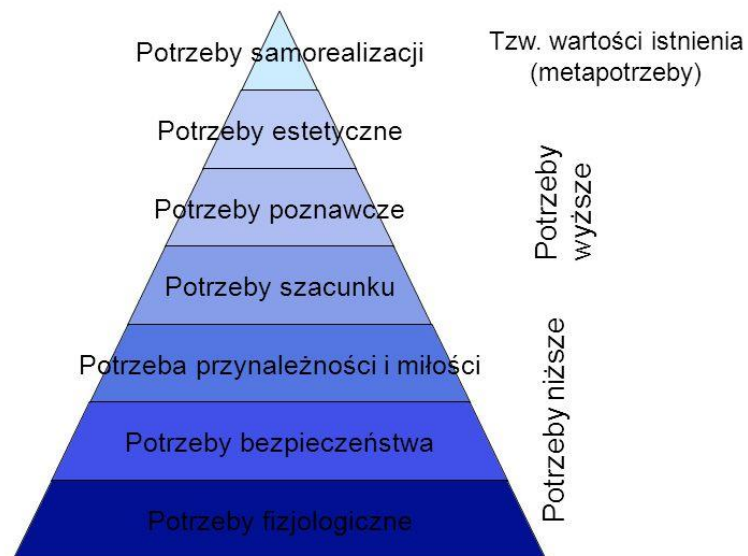 Potrzeby samorealizacji
Tzw. wartości istnienia
(metapotrzeby)
Potrzeby estetyczne
Potrzeby poznawcze
Potrzeby
wyższe
Potrzeby szacunku
Potrzeba przynależności i miłości
Potrzeby niższe
Potrzeby bezpieczeństwa
Potrzeby fizjologiczne